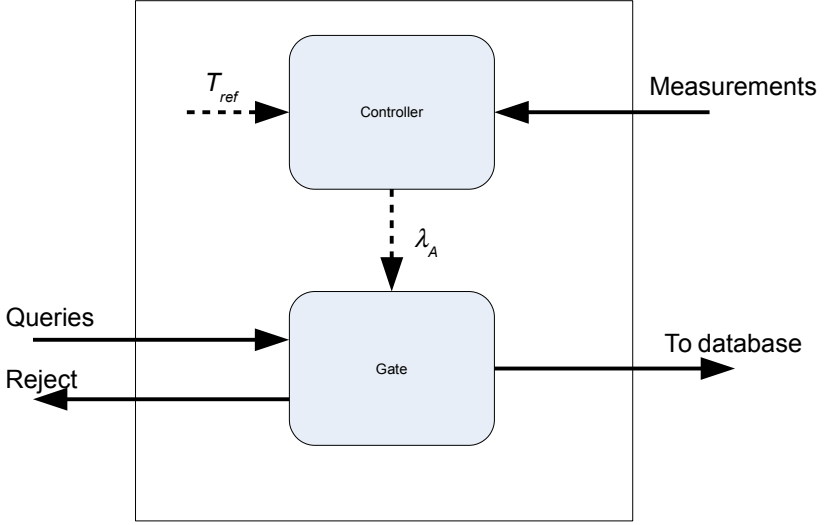 T_ref
Measurements
Controller
λ_A
Queries
To database
Reject
Gate